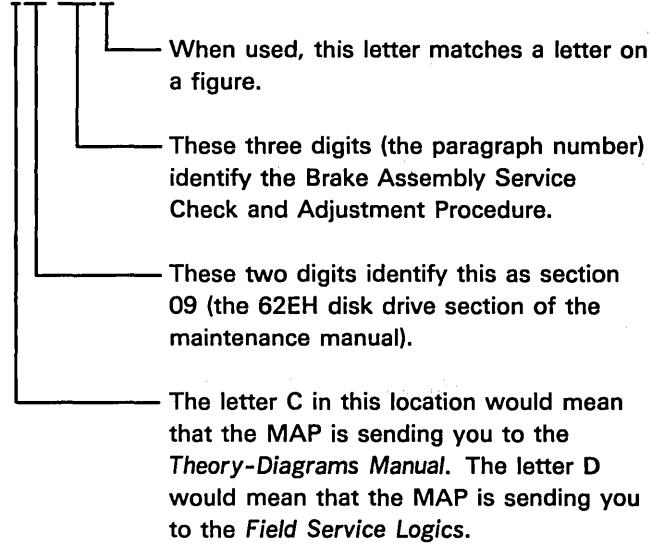 When used, this letter matches a letter on
a figure.
These three digits (the paragraph number)
identify the Brake Assembly Service
Check and Adjustment Procedure.
These two digits identify this as section
09 (the 62EH disk drive section of the
maintenance manual).
The letter C in this location would mean
that the MAP is sending you to the
Theory-Diagrams Manual. The letter D
would mean that the MAP is sending you
to the Field Service Logics.